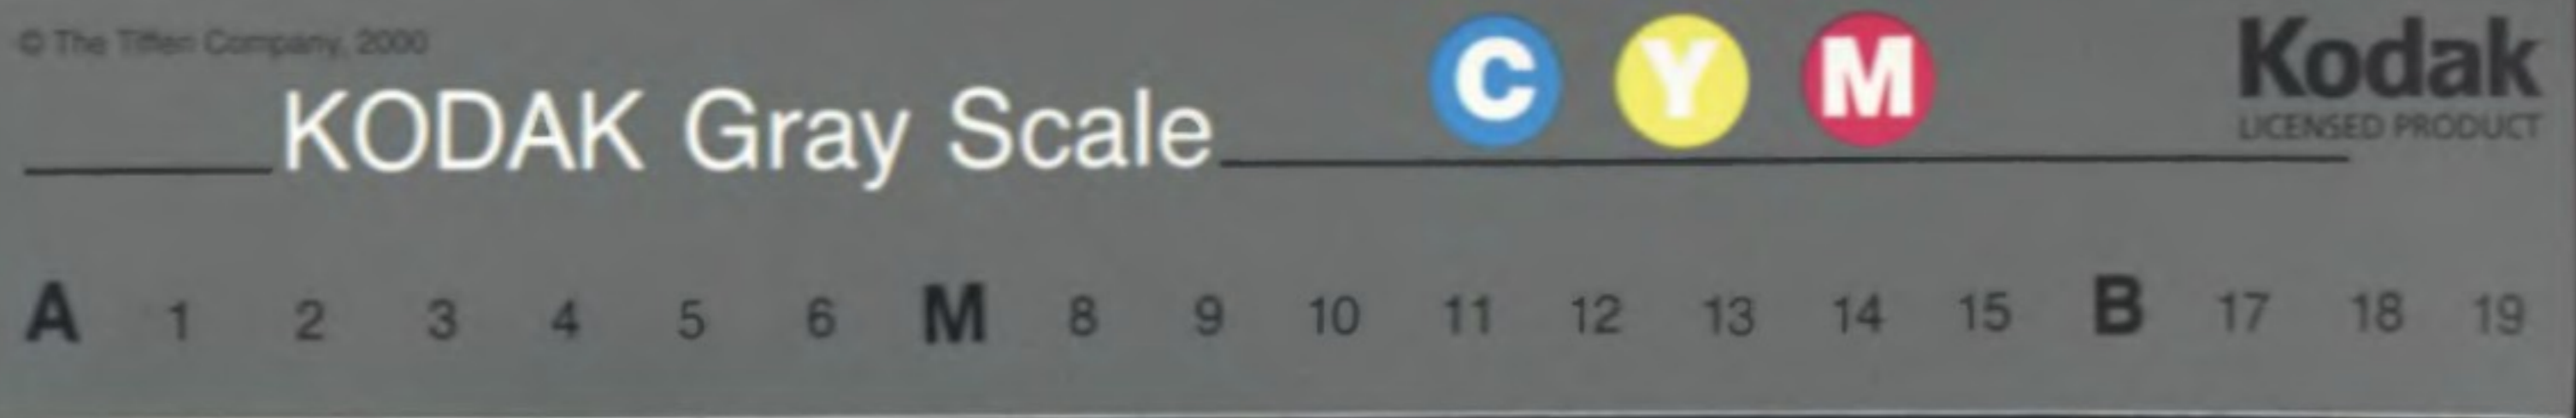 © The Tiffen Company, 2000
KODAK Gray Scale
C Y M
Kodak
LICENSED PRODUCT
A 1 2 3 4 5 6 M 8 9 10 11 12 13 14 15 B 17 18 19